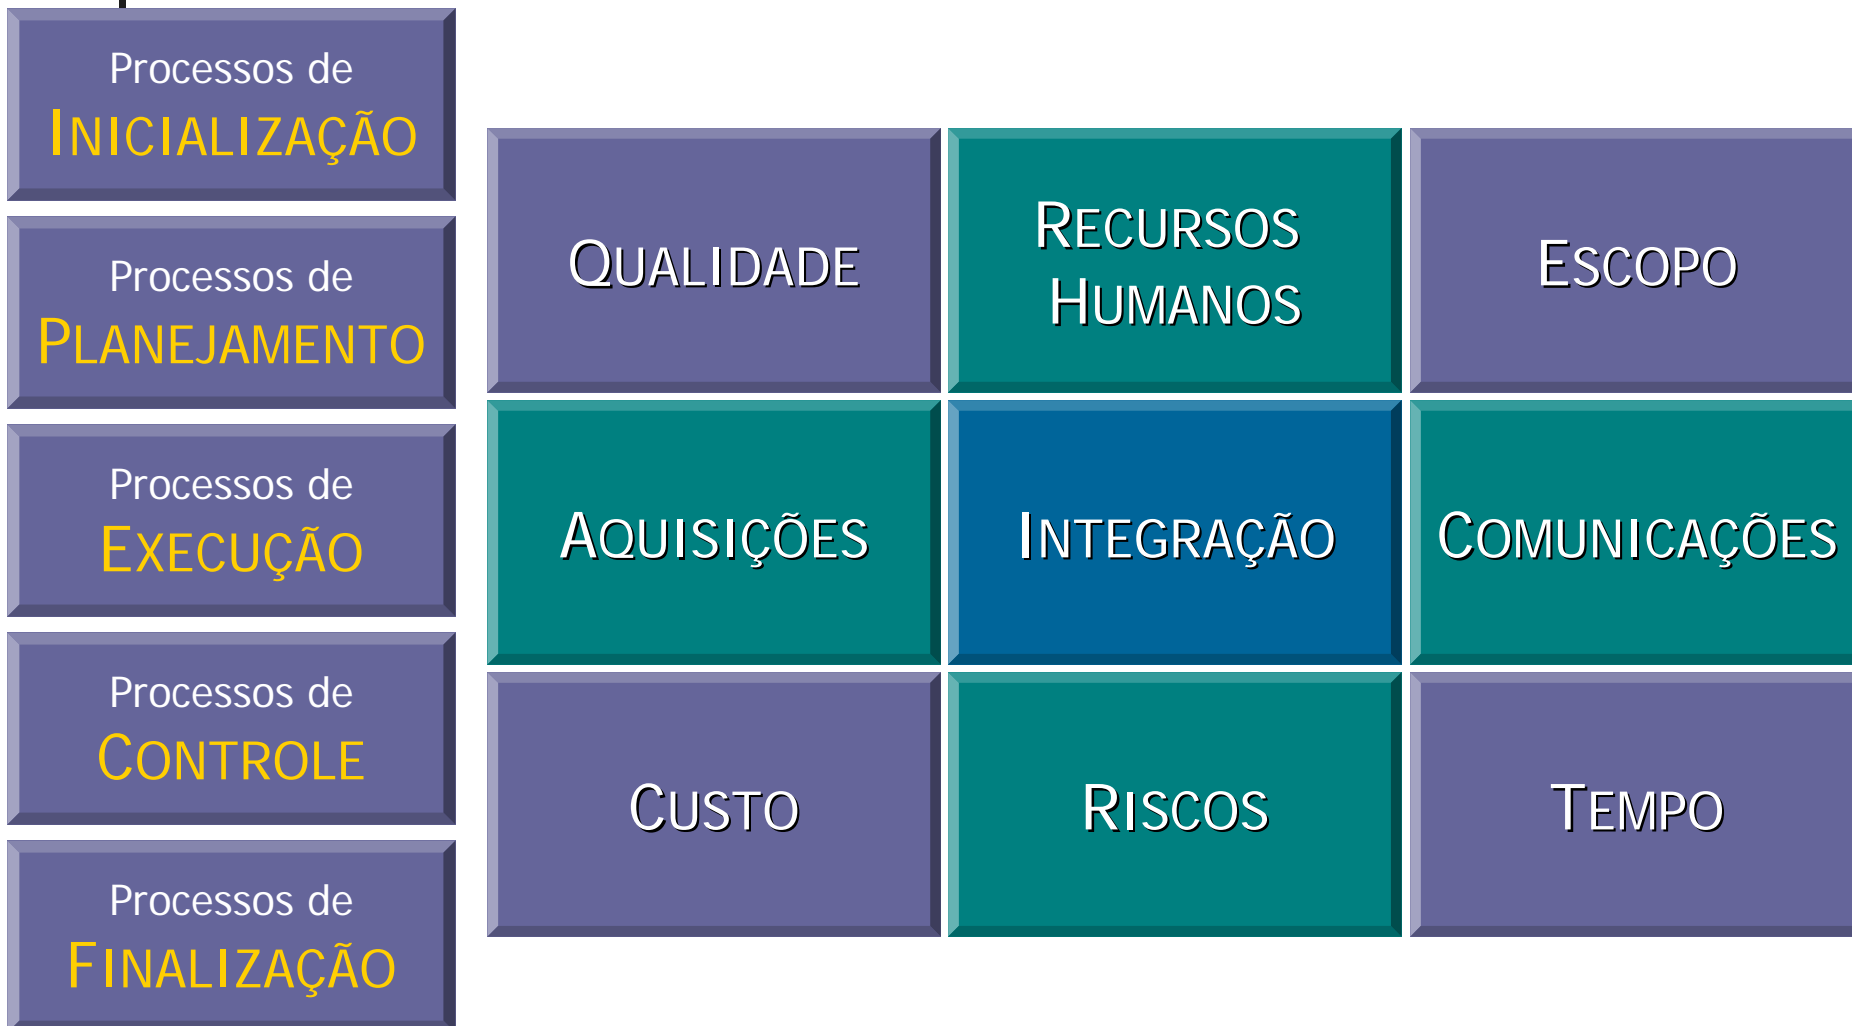 Processos de
INICIALIZAÇÃO
Processos de
PLANEJAMENTO
Processos de
EXECUÇÃO
Processos de
CONTROLE
Processos de
FINALIZAÇÃO
QUALIDADE
RECURSOS
HUMANOS
ESCOPO
AQUISIÇÕES
INTEGRAÇÃO
COMUNICAÇÕES
CUSTO
RISCOS
TEMPO